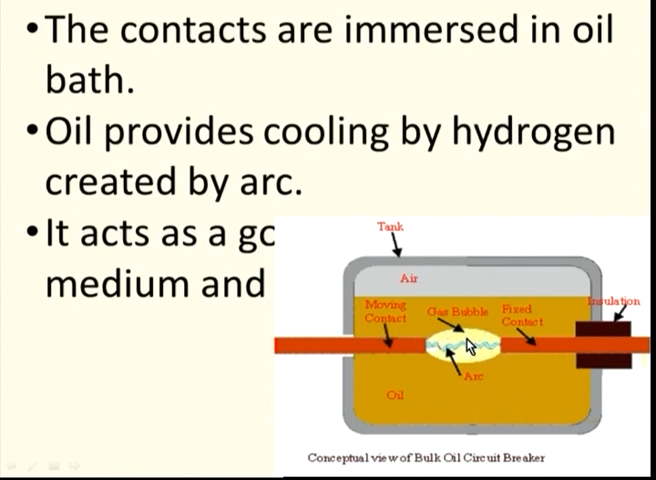 •The contacts are immersed in oil
bath.
•Oil provides cooling by hydrogen
created by arc.
•It acts as a
medium and
Tank
Air
Moving
Contact
Gas Bubble
Fixed
Contact
Insulation
Arc
Oil
Conceptual view of Bulk Oil Circuit Breaker